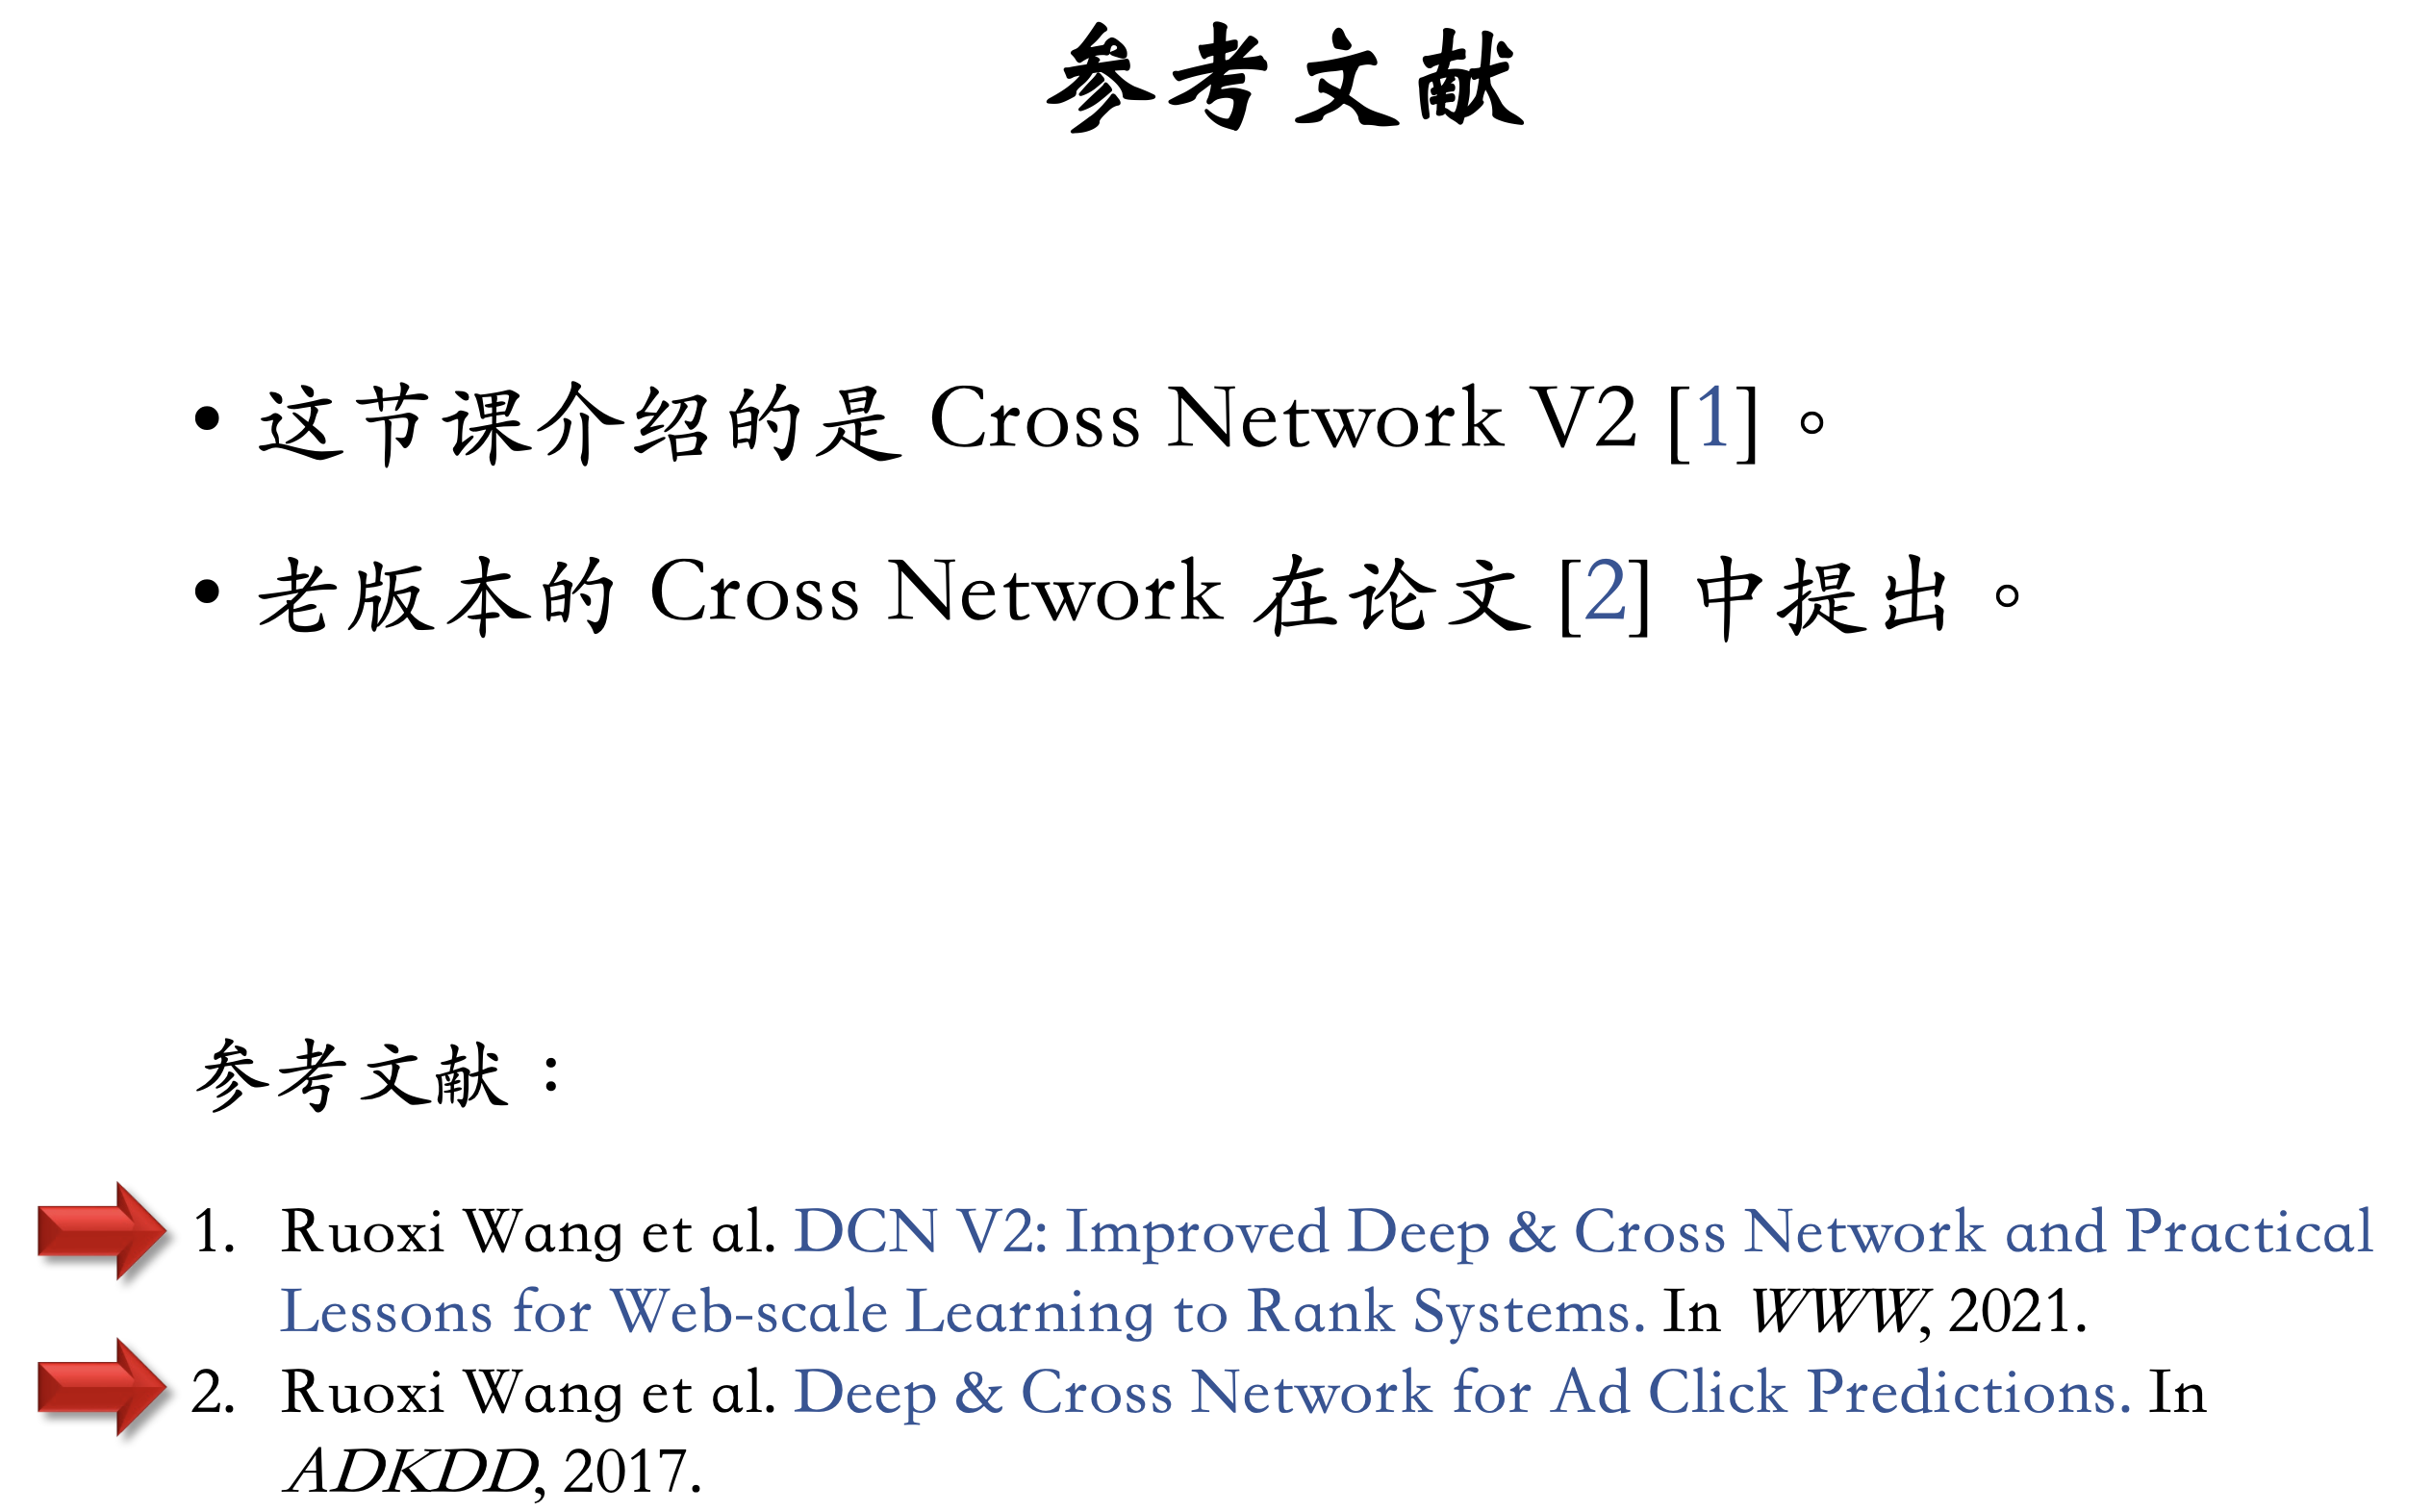 参考文献
• 这节课介绍的是 Cross Network V2 [1]。
• 老版本的 Cross Network 在论文 [2] 中提出。
参考文献：
1. Ruoxi Wang et al. DCN V2: Improved Deep & Cross Network and Practical
Lessons for Web-scale Learning to Rank Systems. In WWW, 2021.
2. Ruoxi Wang et al. Deep & Cross Network for Ad Click Predictions. In
ADKDD, 2017.